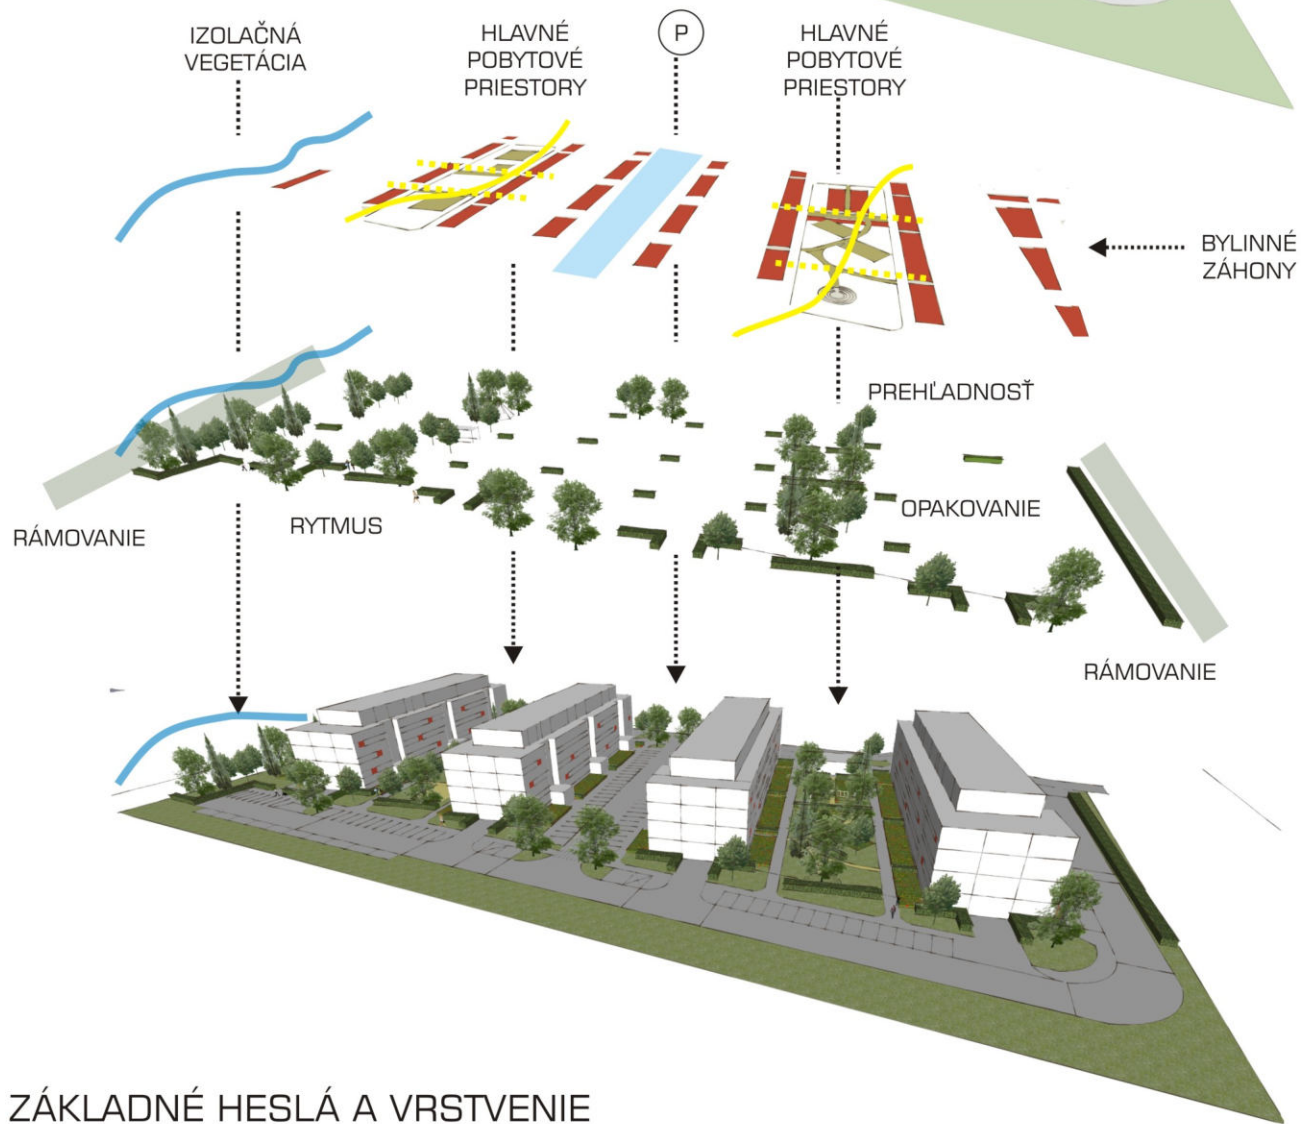 IZOLAČNÁ
VEGETÁCIA
HLAVNÉ
POBYTOVÉ
PRIESTORY
P
HLAVNÉ
POBYTOVÉ
PRIESTORY
BYLINNÉ
ZÁHONY
PREHĽADNOSŤ
OPAKOVANIE
RÁMOVANIE
RYTMUS
RÁMOVANIE
ZÁKLADNÉ HESLÁ A VRSTVENIE